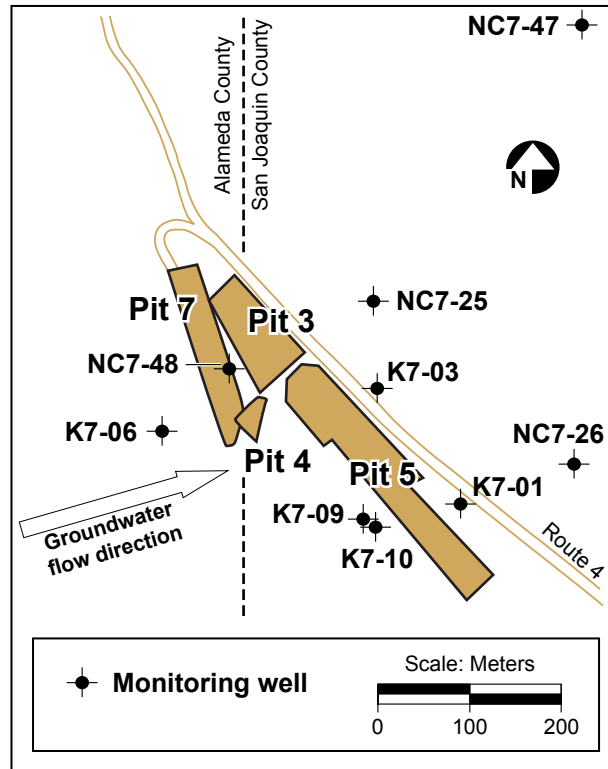 NC7-47
Alameda County
San Joaquin County
N
Pit 7
Pit 3
NC7-25
NC7-48
K7-03
K7-06
NC7-26
Pit 4
Pit 5
K7-01
K7-09
K7-10
Groundwater
flow direction
Route 4
Monitoring well
Scale: Meters
0 100 200